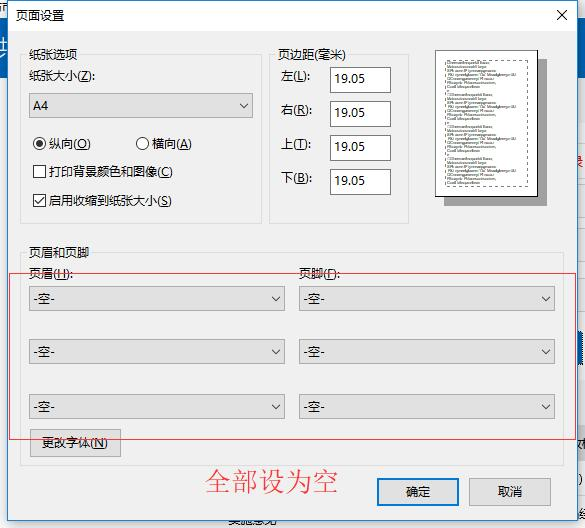 页面设置
纸张选项
纸张大小(Z):
A4
纵向(O)
横向(A)
打印背景颜色和图像(C)
启用收缩到纸张大小(S)
页边距(毫米)
左(L):
19.05
右(R):
19.05
上(T):
19.05
下(B):
19.05
页眉和页脚
页眉(H):
页脚(F):
-空-
-空-
-空-
-空-
-空-
-空-
更改字体(N)
全部设为空
确定
取消